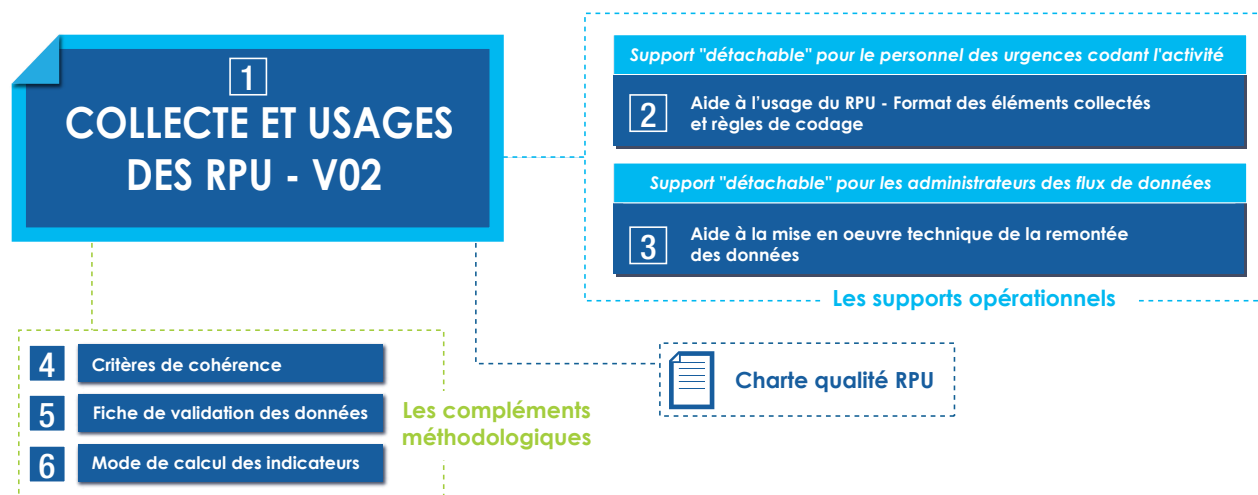 1
COLLECTE ET USAGES
DES RPU - V02
Support "détachable" pour le personnel des urgences codant l'activité
2
Aide à l'usage du RPU - Format des éléments collectés
et règles de codage
Support "détachable" pour les administrateurs des flux de données
3
Aide à la mise en oeuvre technique de la remontée
des données
Les supports opérationnels
Charte qualité RPU
4 Critères de cohérence
5 Fiche de validation des données
6 Mode de calcul des indicateurs
Les compléments
méthodologiques